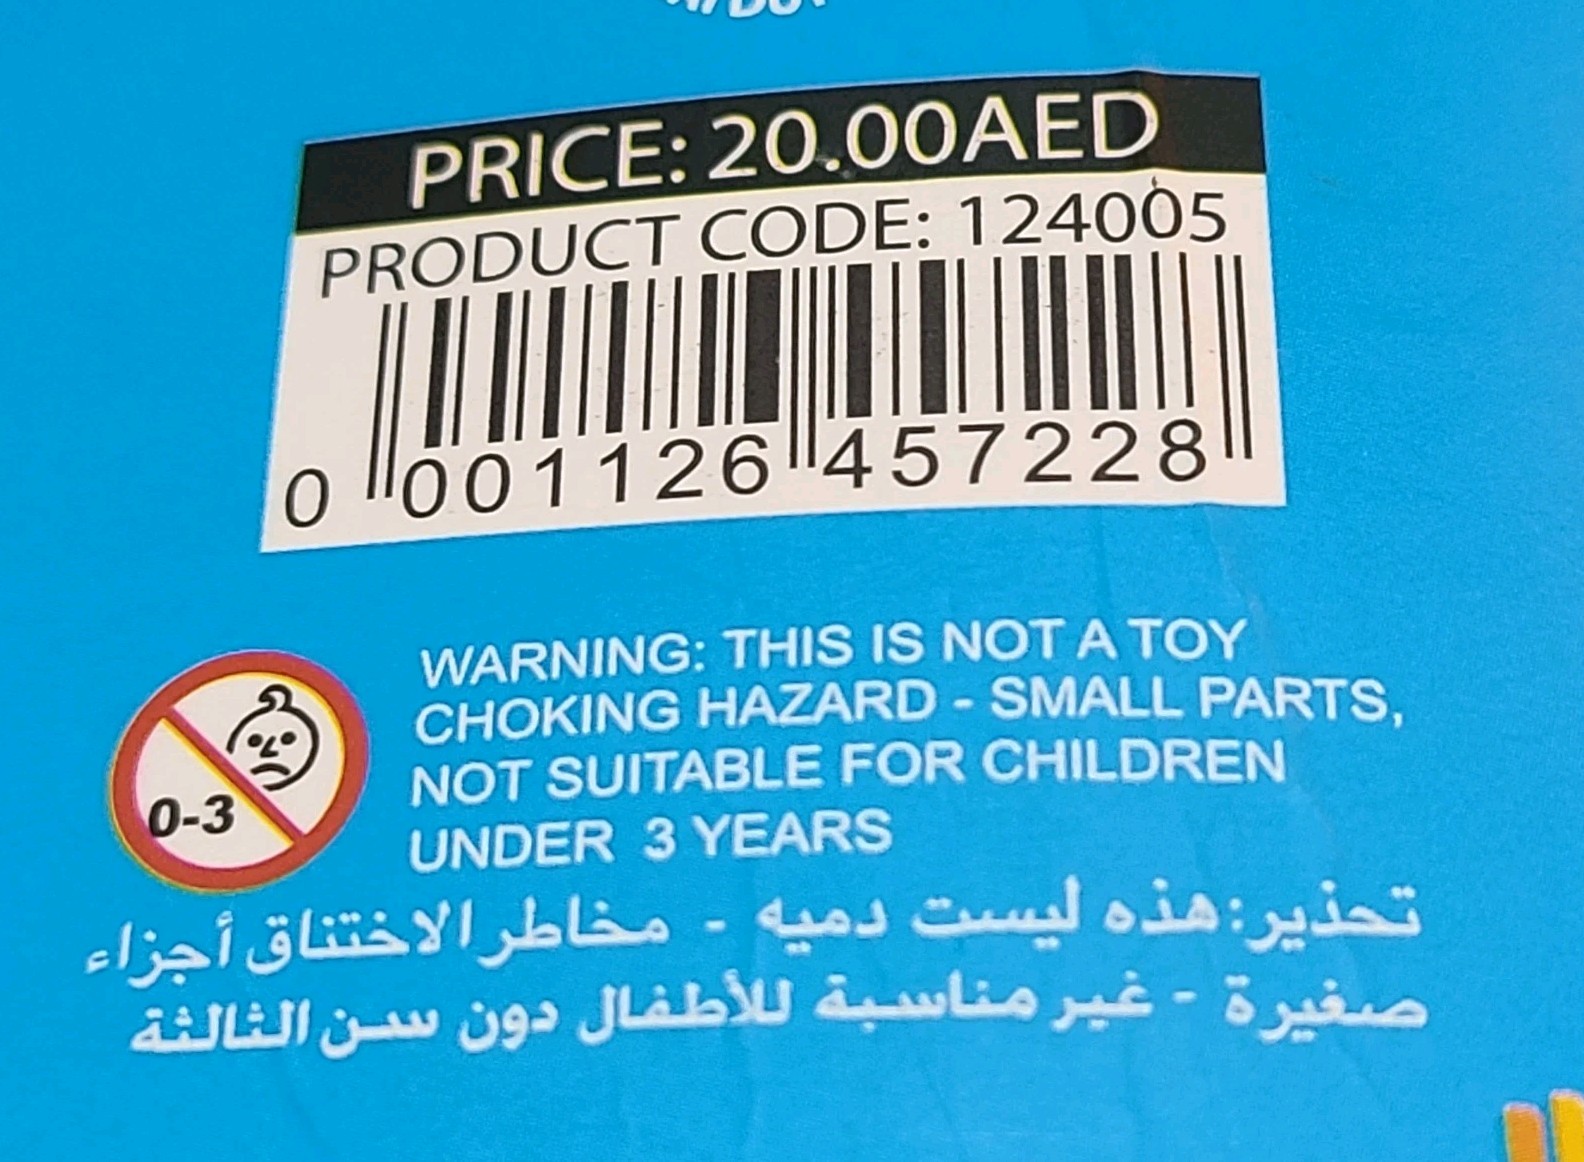 PRICE: 20.00AED
PRODUCT CODE: 124005
0 001126 457228
WARNING: THIS IS NOT A TOY
CHOKING HAZARD - SMALL PARTS,
NOT SUITABLE FOR CHILDREN
UNDER 3 YEARS
0-3
تحذير: هذه ليست دميه - مخاطر الاختناق أجزاء
صغيرة - غير مناسبة للأطفال دون سن الثالثة